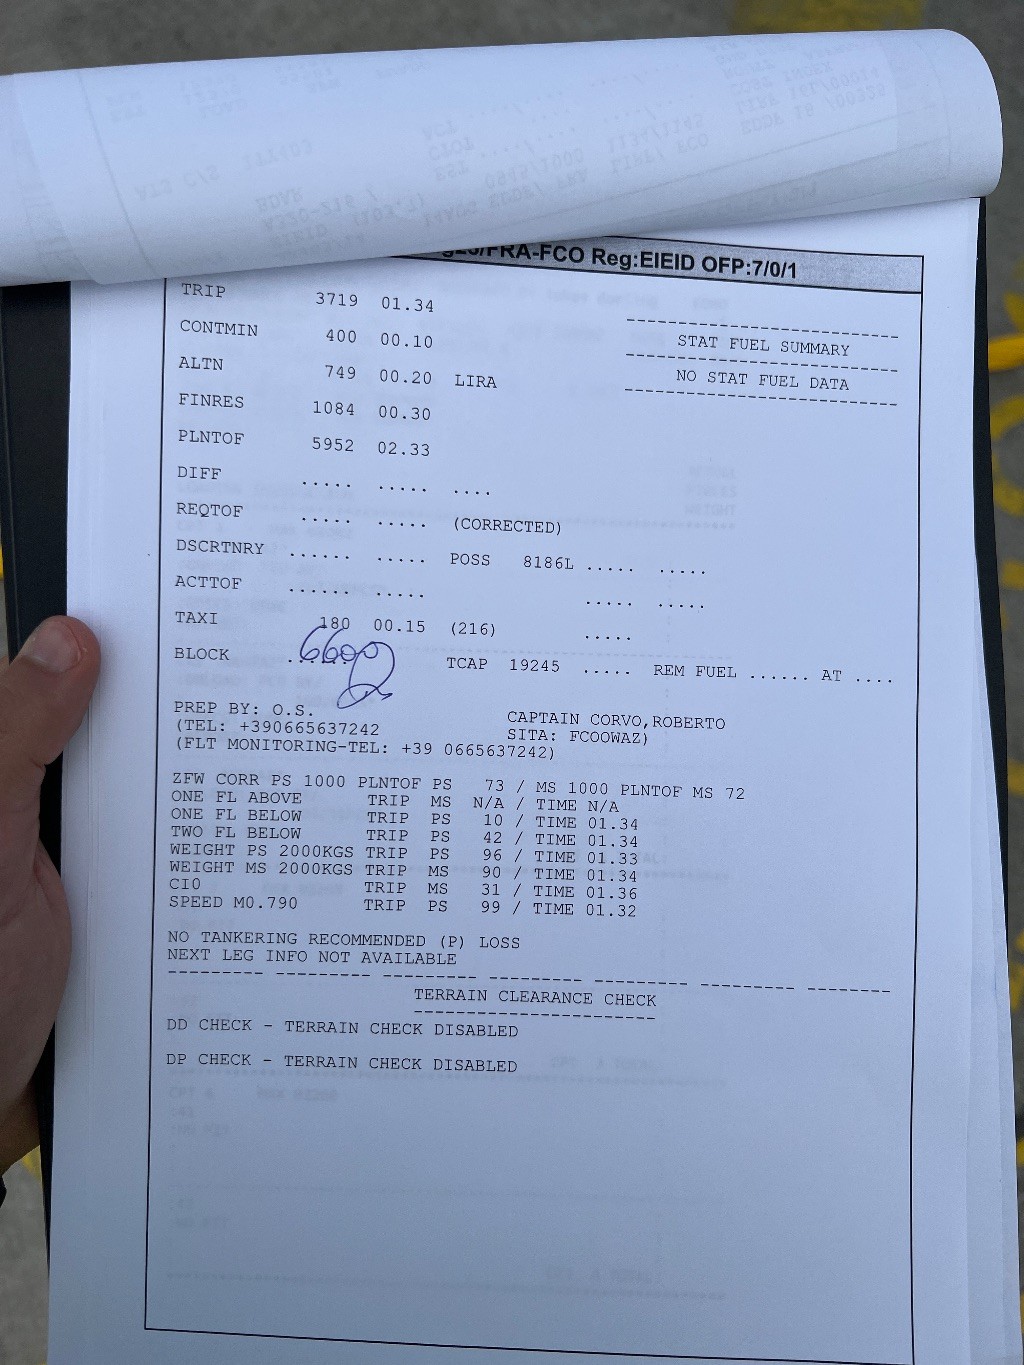 /FRA-FCO Reg:EIEID OFP:7/0/1
TRIP 3719 01.34
CONTMIN 400 00.10
ALTN 749 00.20 LIRA
FINRES 1084 00.30
PLNTOF 5952 02.33
STAT FUEL SUMMARY
NO STAT FUEL DATA
DIFF ..... ..... ....
REQTOF ..... ..... (CORRECTED)
DSCRTNRY ...... ..... POSS 8186L ..... .....
ACTTOF ...... ..... ..... .....
TAXI 180 00.15 (216) .....
BLOCK 6600 TCAP 19245 ..... REM FUEL ...... AT ....
PREP BY: O.S. CAPTAIN CORVO,ROBERTO
(TEL: +390665637242 SITA: FCOOWAZ)
(FLT MONITORING-TEL: +39 0665637242)
ZFW CORR PS 1000 PLNTOF PS 73 / MS 1000 PLNTOF MS 72
ONE FL ABOVE TRIP MS N/A / TIME N/A
ONE FL BELOW TRIP PS 10 / TIME 01.34
TWO FL BELOW TRIP PS 42 / TIME 01.34
WEIGHT PS 2000KGS TRIP PS 96 / TIME 01.33
WEIGHT MS 2000KGS TRIP MS 90 / TIME 01.34
CI0 TRIP MS 31 / TIME 01.36
SPEED M0.790 TRIP PS 99 / TIME 01.32
NO TANKERING RECOMMENDED (P) LOSS
NEXT LEG INFO NOT AVAILABLE
--------- --------- --------- --------- --------- --------- --------
TERRAIN CLEARANCE CHECK
DD CHECK - TERRAIN CHECK DISABLED
DP CHECK - TERRAIN CHECK DISABLED